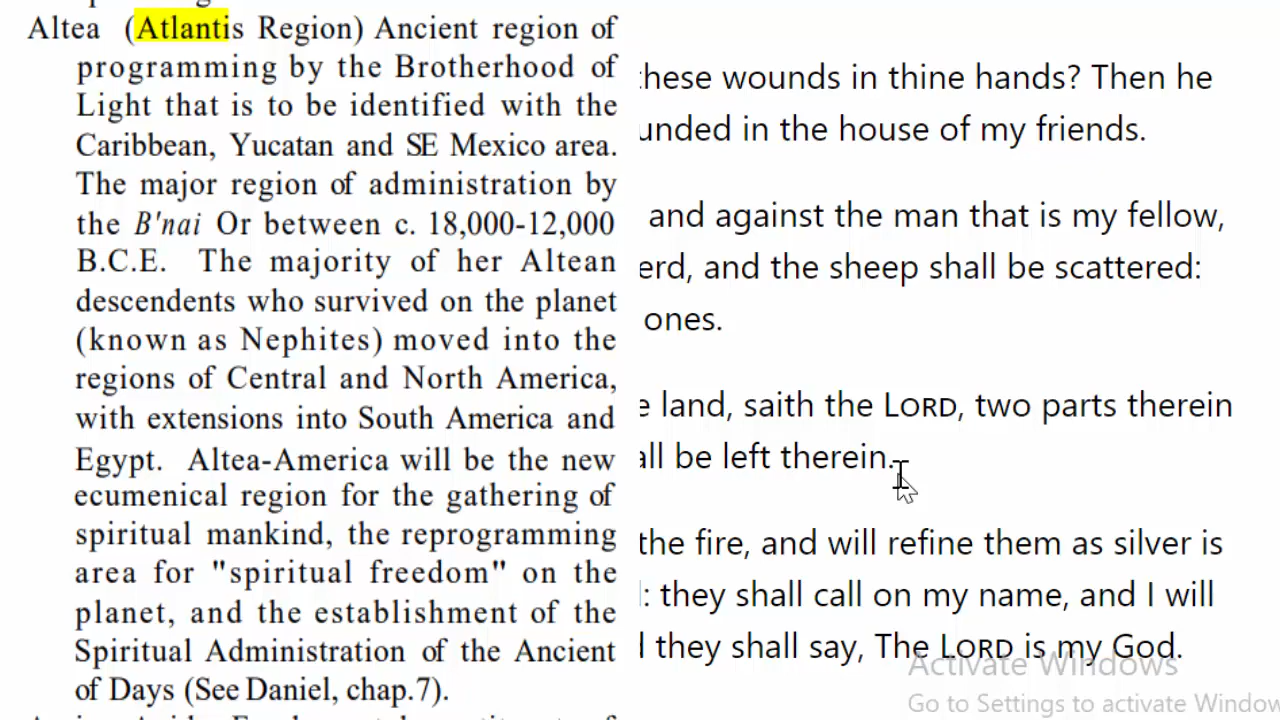 Altea (Atlantis Region) Ancient region of
programming by the Brotherhood of
Light that is to be identified with the
Caribbean, Yucatan and SE Mexico area.
The major region of administration by
the B'nai Or between c. 18,000-12,000
B.C.E. The majority of her Altean
descendents who survived on the planet
(known as Nephites) moved into the
regions of Central and North America,
with extensions into South America and
Egypt. Altea-America will be the new
ecumenical region for the gathering of
spiritual mankind, the reprogramming
area for "spiritual freedom" on the
planet, and the establishment of the
Spiritual Administration of the Ancient
of Days (See Daniel, chap.7).
these wounds in thine hands? Then he
unded in the house of my friends.
and against the man that is my fellow,
erd, and the sheep shall be scattered:
ones.
e land, saith the LORD, two parts therein
all be left therein.
the fire, and will refine them as silver is
: they shall call on my name, and I will
they shall say, The LORD is my God.
Activate Windows
Go to Settings to activate Window